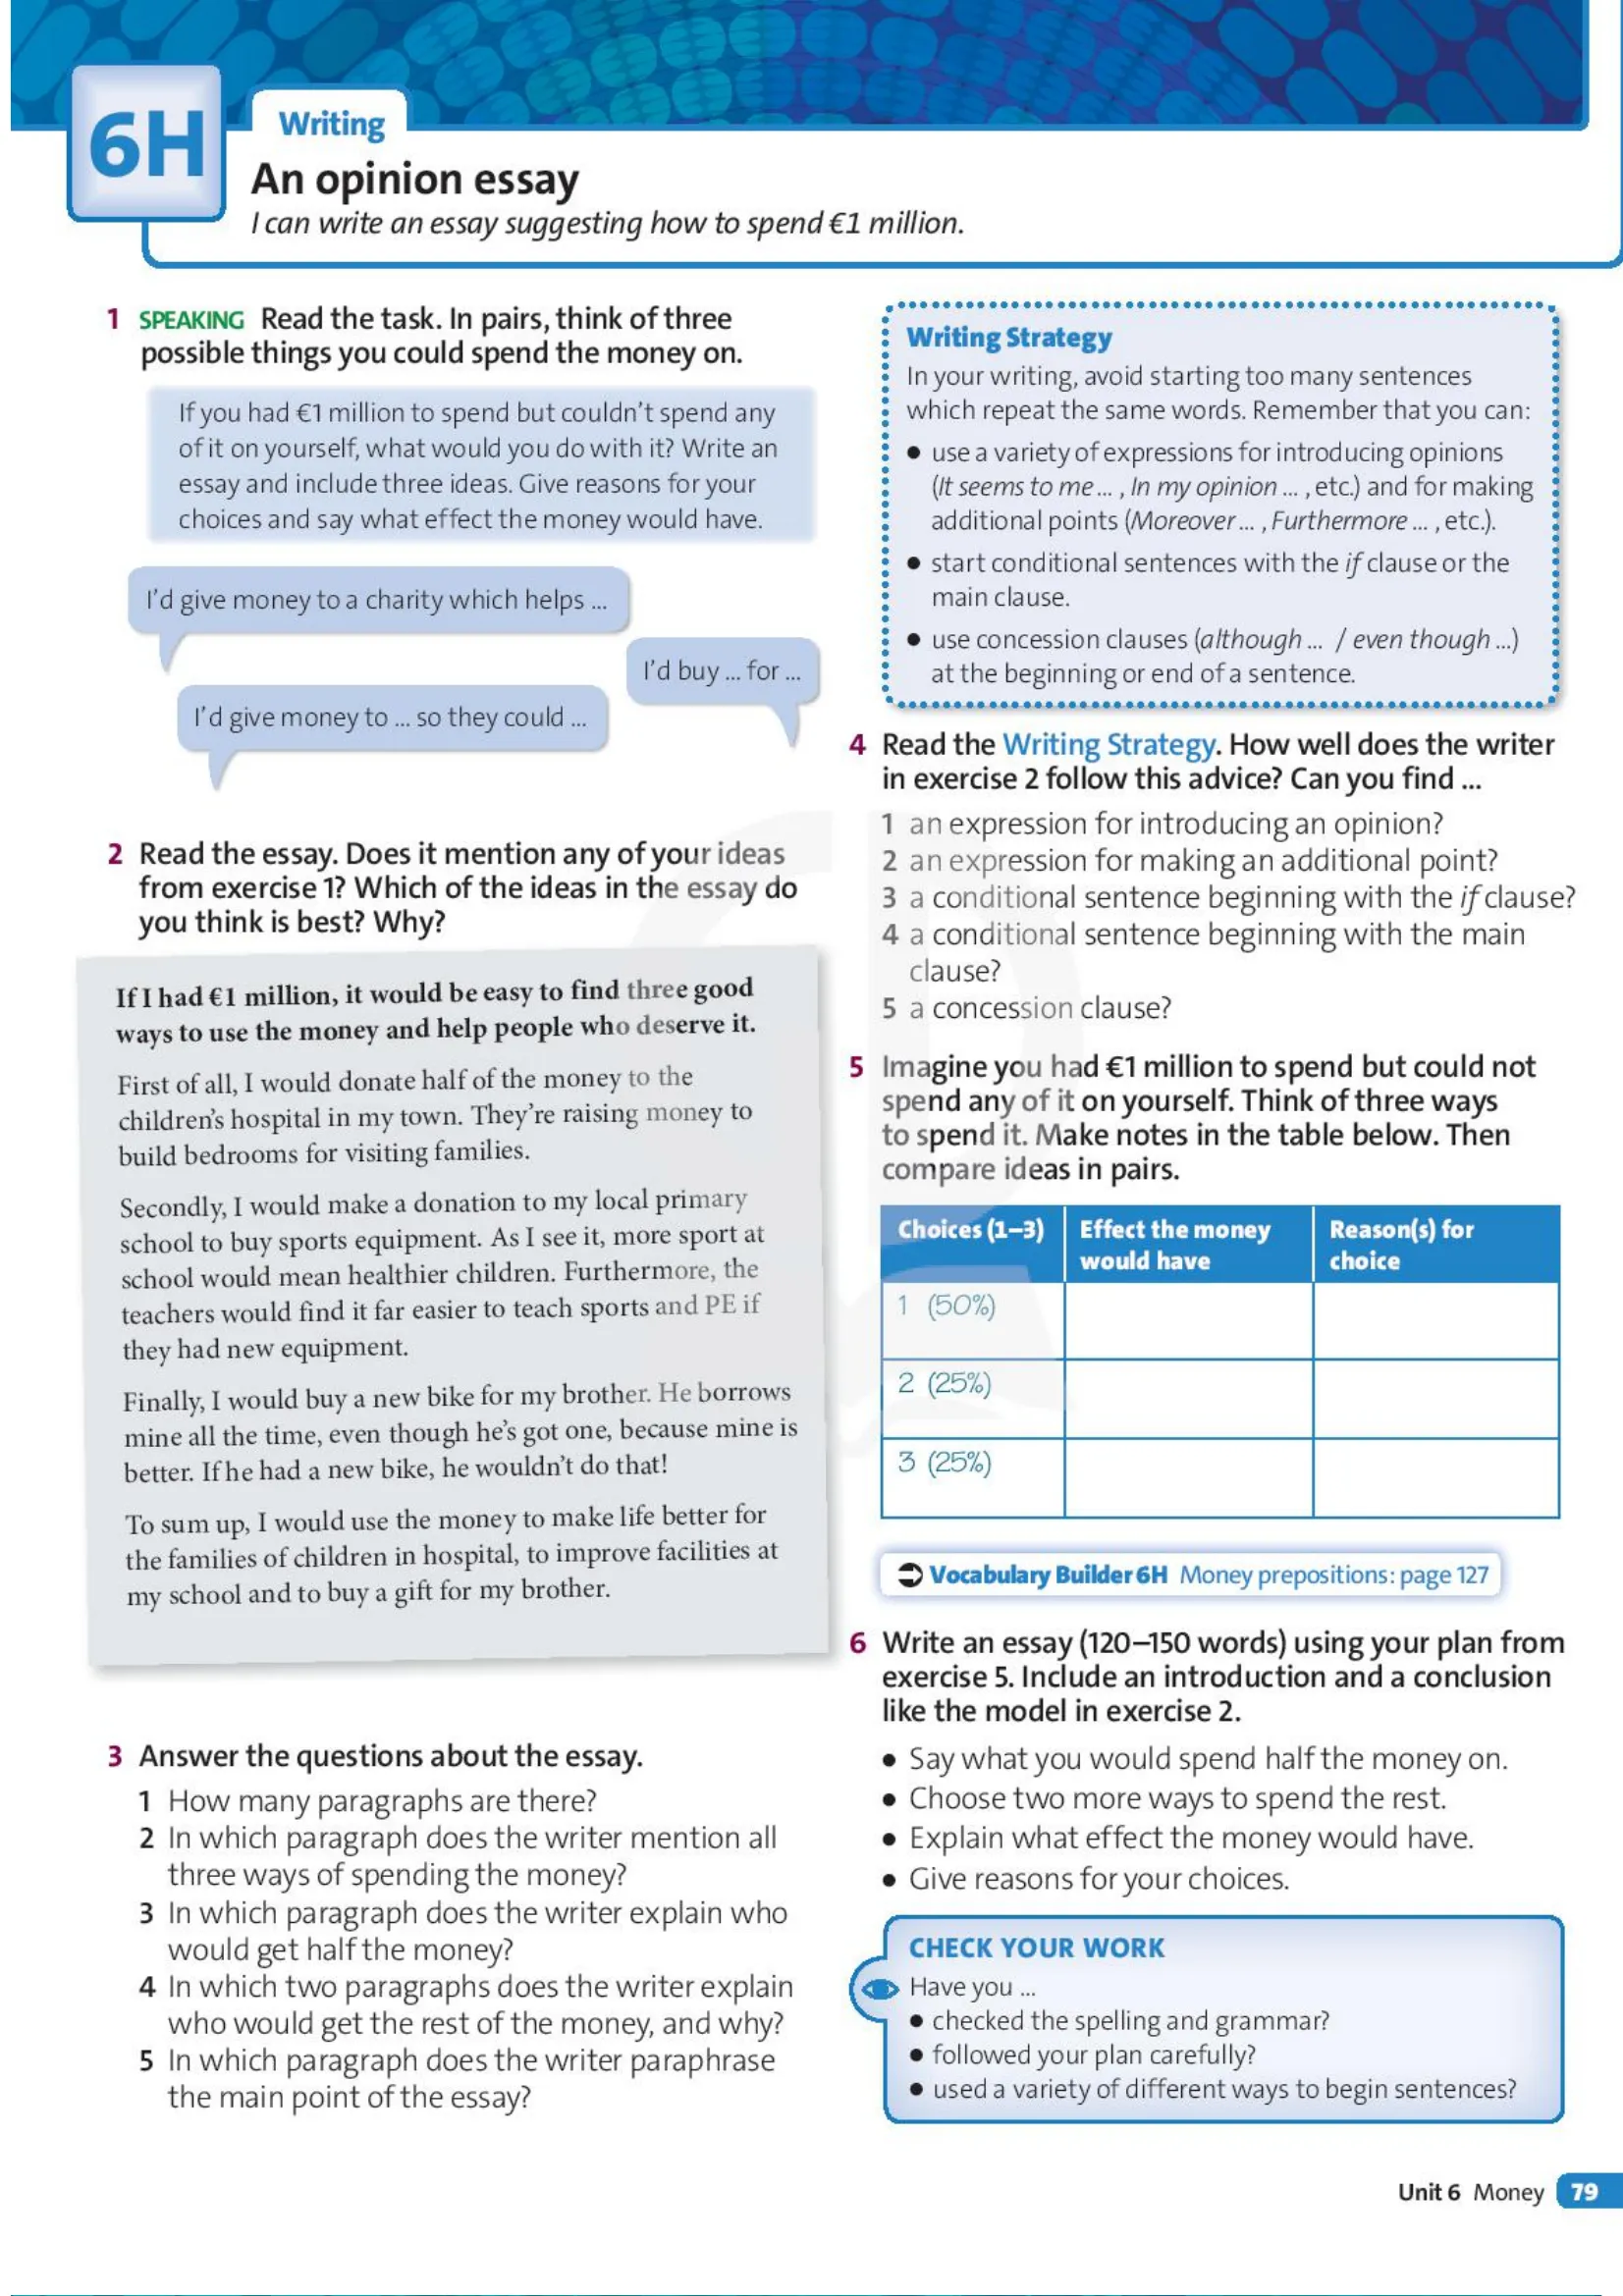 6H
Writing
An opinion essay
I can write an essay suggesting how to spend €1 million.
1 SPEAKING Read the task. In pairs, think of three
possible things you could spend the money on.
If you had €1 million to spend but couldn't spend any
of it on yourself, what would you do with it? Write an
essay and include three ideas. Give reasons for your
choices and say what effect the money would have.
I'd give money to a charity which helps ...
I'd buy ... for ...
I'd give money to ... so they could ...
2 Read the essay. Does it mention any of your ideas
from exercise 1? Which of the ideas in the essay do
you think is best? Why?
If I had €1 million, it would be easy to find three good
ways to use the money and help people who deserve it.
First of all, I would donate half of the money to the
children's hospital in my town. They're raising money to
build bedrooms for visiting families.
Secondly, I would make a donation to my local primary
school to buy sports equipment. As I see it, more sport at
school would mean healthier children. Furthermore, the
teachers would find it far easier to teach sports and PE if
they had new equipment.
Finally, I would buy a new bike for my brother. He borrows
mine all the time, even though he's got one, because mine is
better. If he had a new bike, he wouldn't do that!
To sum up, I would use the money to make life better for
the families of children in hospital, to improve facilities at
my school and to buy a gift for my brother.
3 Answer the questions about the essay.
1 How many paragraphs are there?
2 In which paragraph does the writer mention all
three ways of spending the money?
3 In which paragraph does the writer explain who
would get half the money?
4 In which two paragraphs does the writer explain
who would get the rest of the money, and why?
5 In which paragraph does the writer paraphrase
the main point of the essay?
Writing Strategy
In your writing, avoid starting too many sentences
which repeat the same words. Remember that you can:
• use a variety of expressions for introducing opinions
(It seems to me ... , In my opinion ... , etc.) and for making
additional points (Moreover ... , Furthermore ... , etc.).
• start conditional sentences with the if clause or the
main clause.
• use concession clauses (although ... / even though ...)
at the beginning or end of a sentence.
4 Read the Writing Strategy. How well does the writer
in exercise 2 follow this advice? Can you find ...
1 an expression for introducing an opinion?
2 an expression for making an additional point?
3 a conditional sentence beginning with the if clause?
4 a conditional sentence beginning with the main
clause?
5 a concession clause?
5 Imagine you had €1 million to spend but could not
spend any of it on yourself. Think of three ways
to spend it. Make notes in the table below. Then
compare ideas in pairs.
Choices (1–3) Effect the money would have Reason(s) for choice
1 (50%)
2 (25%)
3 (25%)
Vocabulary Builder 6H Money prepositions: page 127
6 Write an essay (120–150 words) using your plan from
exercise 5. Include an introduction and a conclusion
like the model in exercise 2.
• Say what you would spend half the money on.
• Choose two more ways to spend the rest.
• Explain what effect the money would have.
• Give reasons for your choices.
CHECK YOUR WORK
Have you ...
• checked the spelling and grammar?
• followed your plan carefully?
• used a variety of different ways to begin sentences?
Unit 6 Money 79